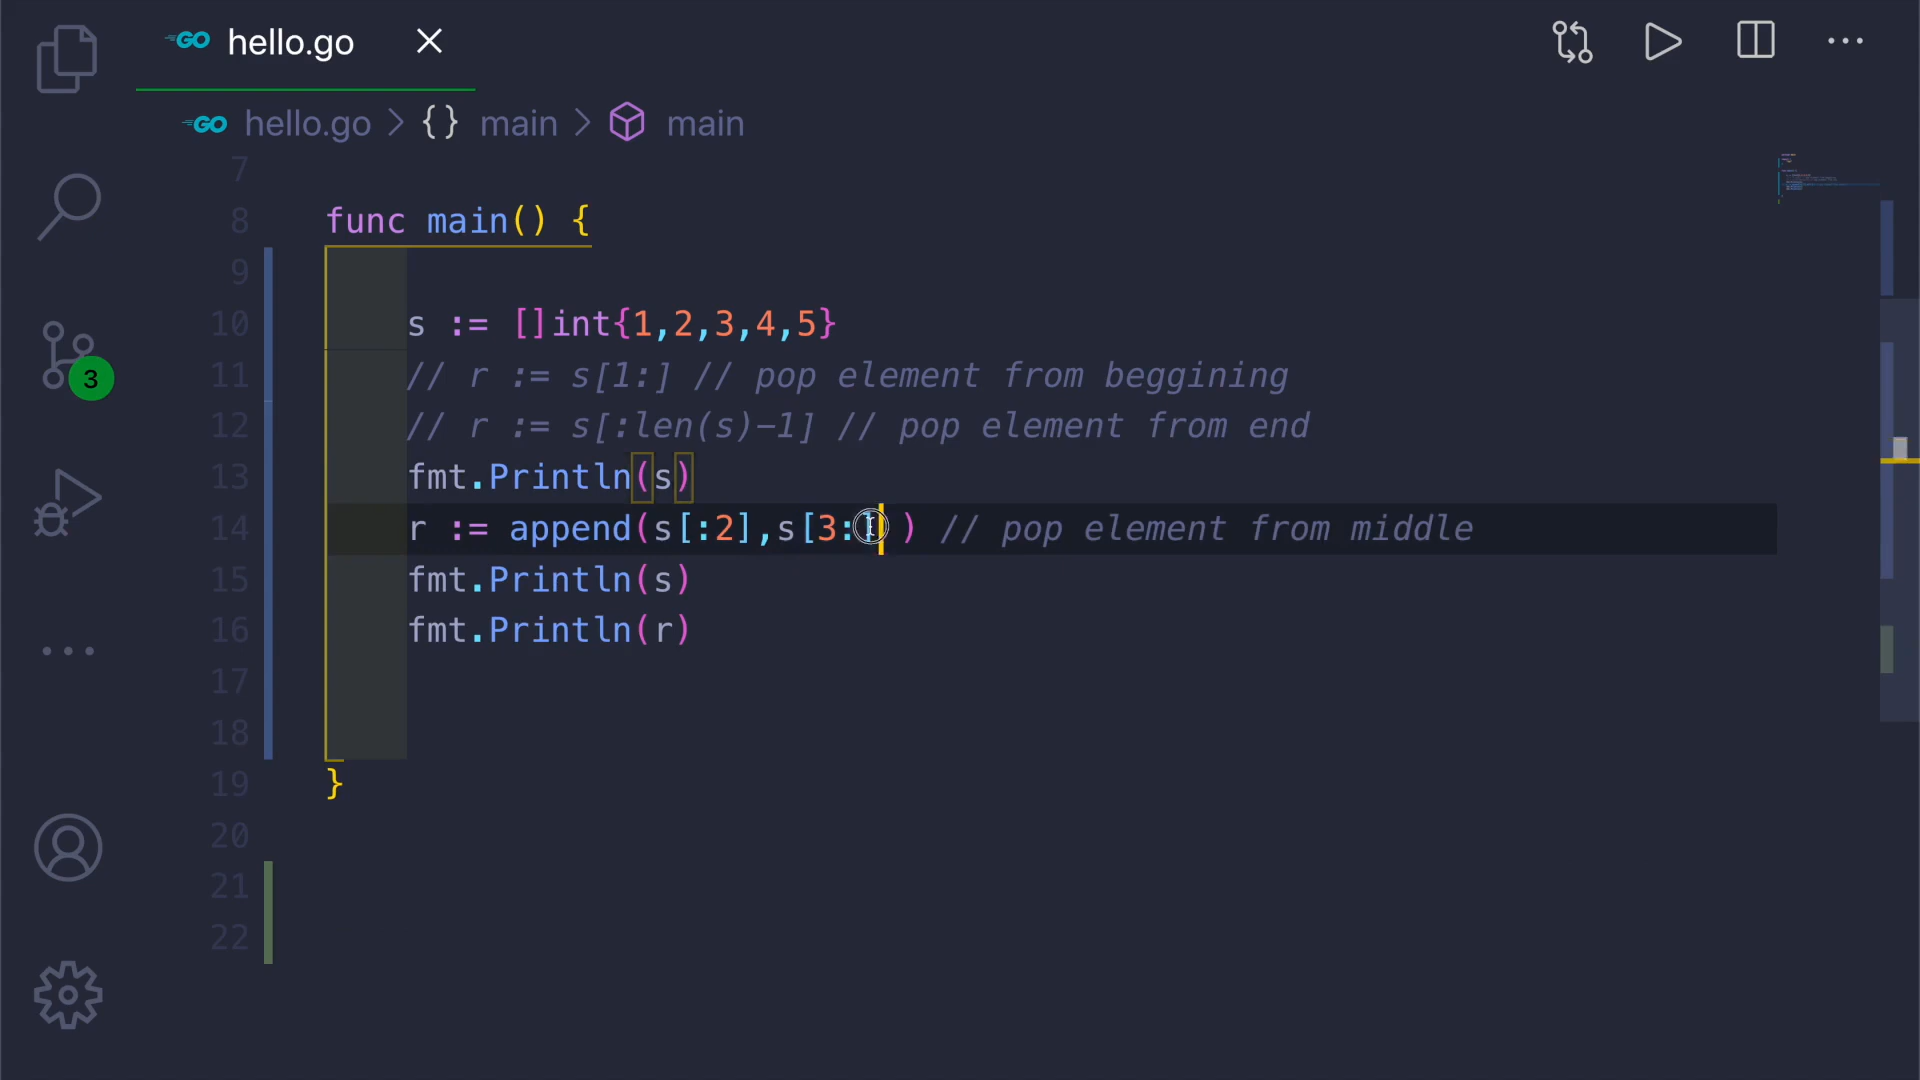 GO hello.go
GO hello.go > {} main > main
7
8 func main() {
9
10 s := []int{1,2,3,4,5}
11 // r := s[1:] // pop element from beggining
12 // r := s[:len(s)-1] // pop element from end
13 fmt.Println(s)
14 r := append(s[:2],s[3:] ) // pop element from middle
15 fmt.Println(s)
16 fmt.Println(r)
17
18
19 }
20
21
22
3